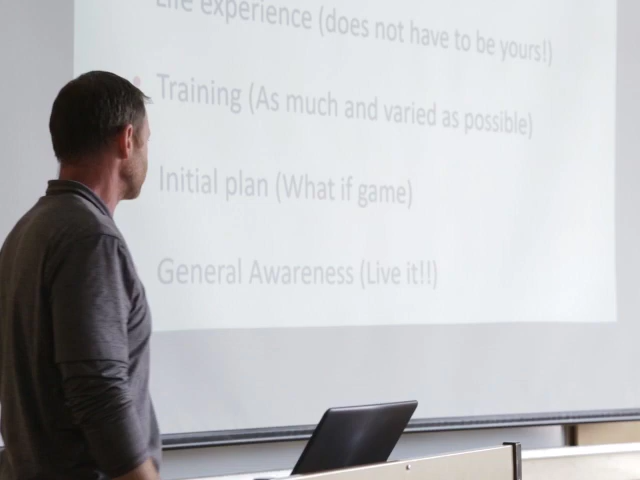 Life experience (does not have to be yours!)
Training (As much and varied as possible)
Initial plan (What if game)
General Awareness (Live it!!)